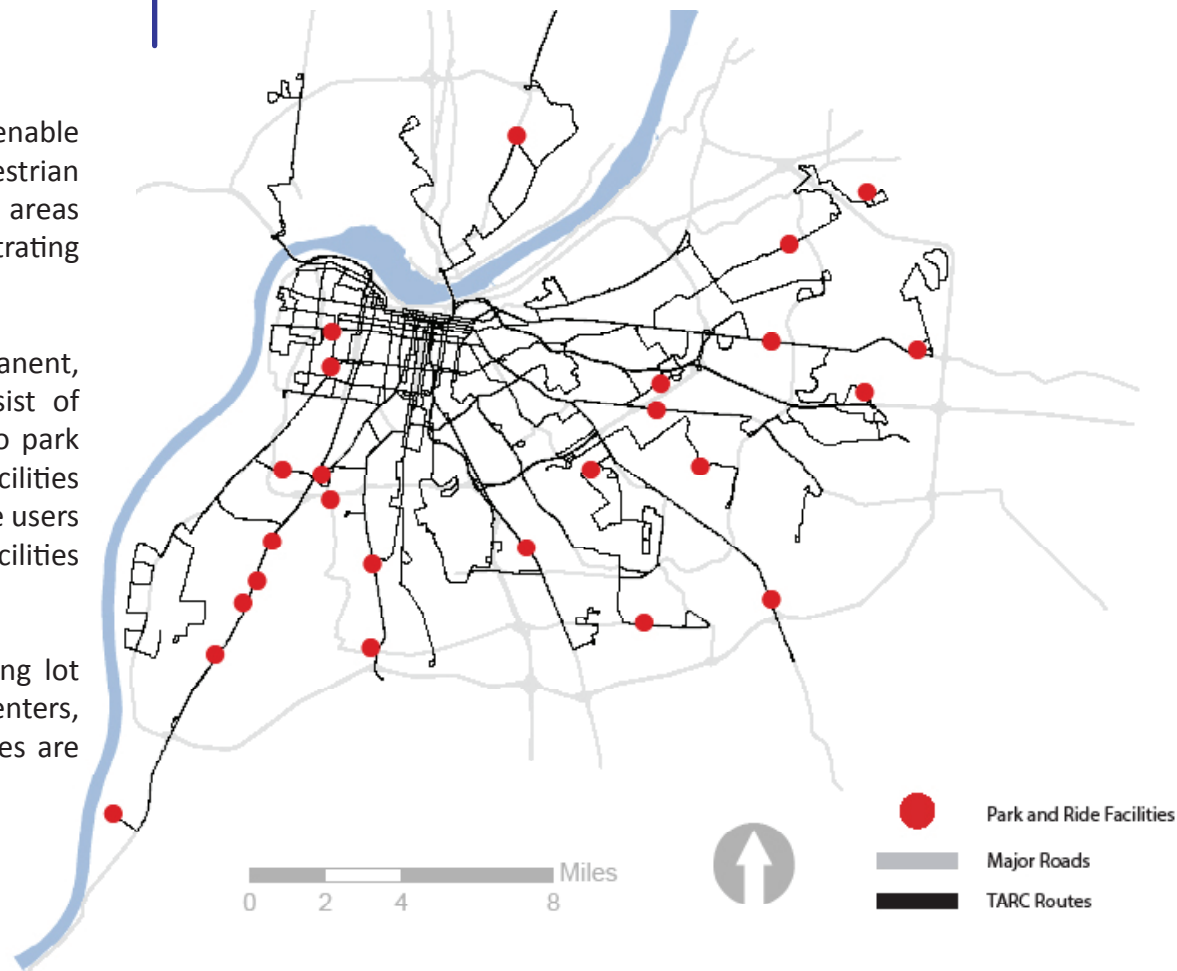 enable
estrian
areas
trating
anent,
sist of
o park
cilities
e users
cilities
ng lot
enters,
es are
Miles
0 2 4 8
Park and Ride Facilities
Major Roads
TARC Routes